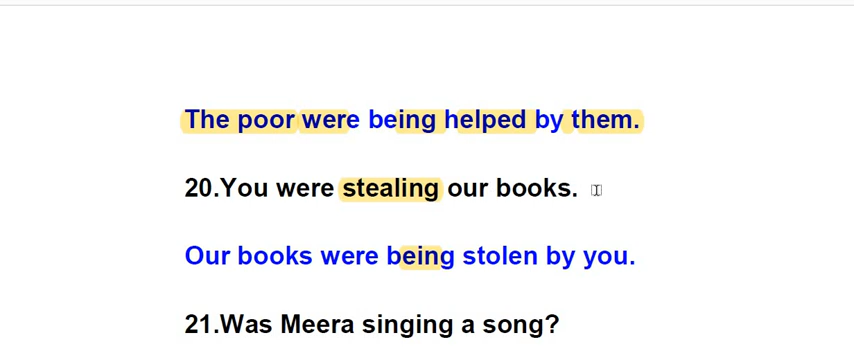 The poor were being helped by them.
20.You were stealing our books.
Our books were being stolen by you.
21.Was Meera singing a song?